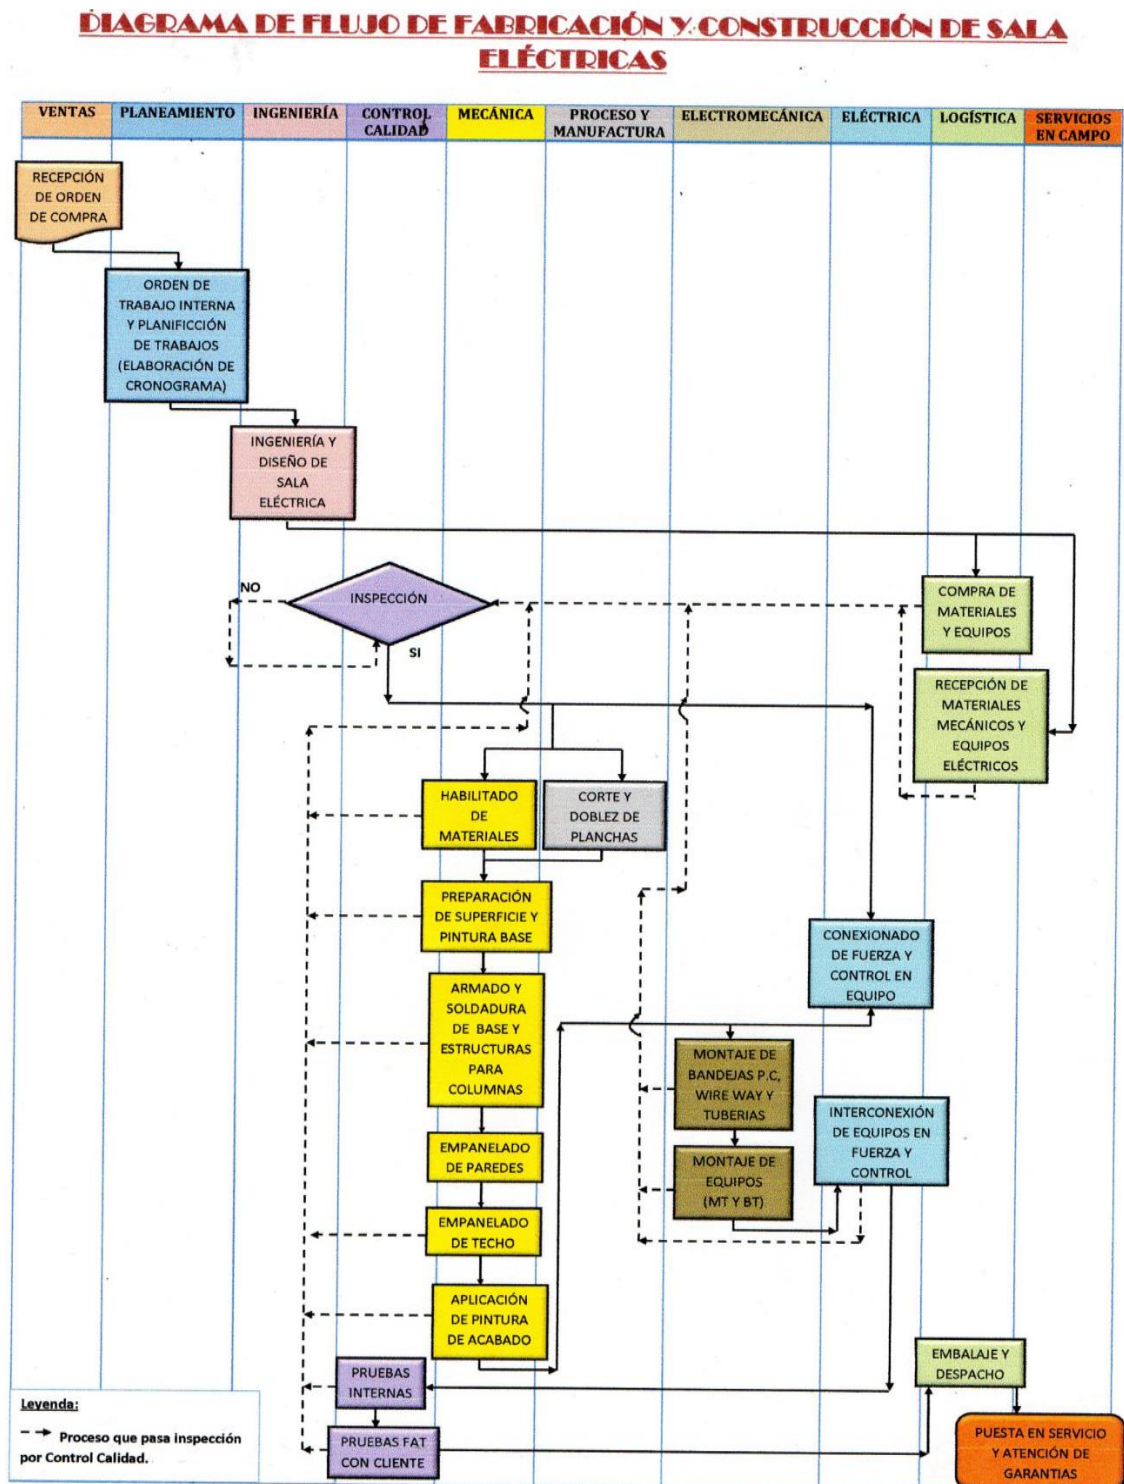 DIAGRAMA DE FLUJO DE FABRICACIÓN Y CONSTRUCCIÓN DE SALA
ELÉCTRICAS
VENTAS
PLANEAMIENTO
INGENIERÍA
CONTROL
CALIDAD
MECÁNICA
PROCESO Y
MANUFACTURA
ELECTROMECÁNICA
ELÉCTRICA
LOGÍSTICA
SERVICIOS
EN CAMPO
RECEPCIÓN
DE ORDEN
DE COMPRA
ORDEN DE
TRABAJO INTERNA
Y PLANIFICCIÓN
DE TRABAJOS
(ELABORACIÓN DE
CRONOGRAMA)
INGENIERÍA Y
DISEÑO DE
SALA
ELÉCTRICA
NO
INSPECCIÓN
SI
COMPRA DE
MATERIALES
Y EQUIPOS
RECEPCIÓN DE
MATERIALES
MECÁNICOS Y
EQUIPOS
ELÉCTRICOS
HABILITADO
DE
MATERIALES
CORTE Y
DOBLEZ DE
PLANCHAS
PREPARACIÓN
DE SUPERFICIE Y
PINTURA BASE
CONEXIONADO
DE FUERZA Y
CONTROL EN
EQUIPO
ARMADO Y
SOLDADURA
DE BASE Y
ESTRUCTURAS
PARA
COLUMNAS
MONTAJE DE
BANDEJAS P.C,
WIRE WAY Y
TUBERIAS
INTERCONEXIÓN
DE EQUIPOS EN
FUERZA Y
CONTROL
EMPANELADO
DE PAREDES
MONTAJE DE
EQUIPOS
(MT Y BT)
EMPANELADO
DE TECHO
APLICACIÓN
DE PINTURA
DE ACABADO
PRUEBAS
INTERNAS
EMBALAJE Y
DESPACHO
PRUEBAS FAT
CON CLIENTE
PUESTA EN SERVICIO
Y ATENCIÓN DE
GARANTIAS
Leyenda:
Proceso que pasa inspección
por Control Calidad.